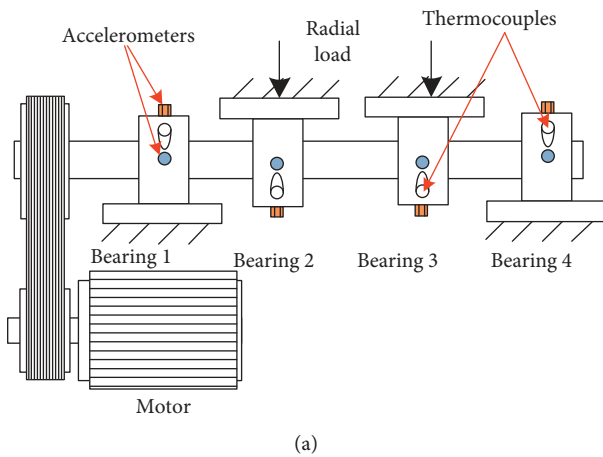 Accelerometers
Radial
load
Thermocouples
Bearing 1
Bearing 2
Bearing 3
Bearing 4
Motor
(a)